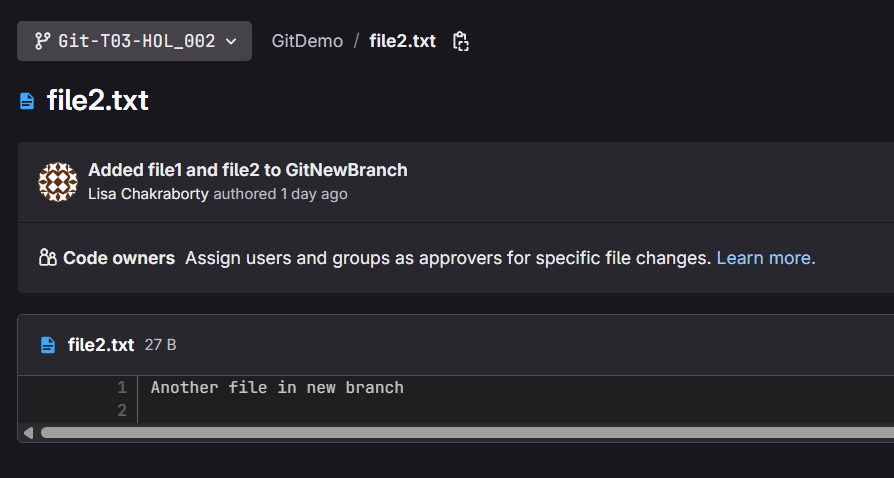 Git-T03-HOL_002 GitDemo / file2.txt
file2.txt
Added file1 and file2 to GitNewBranch
Lisa Chakraborty authored 1 day ago
Code owners Assign users and groups as approvers for specific file changes. Learn more.
file2.txt 27 B
1 Another file in new branch
2